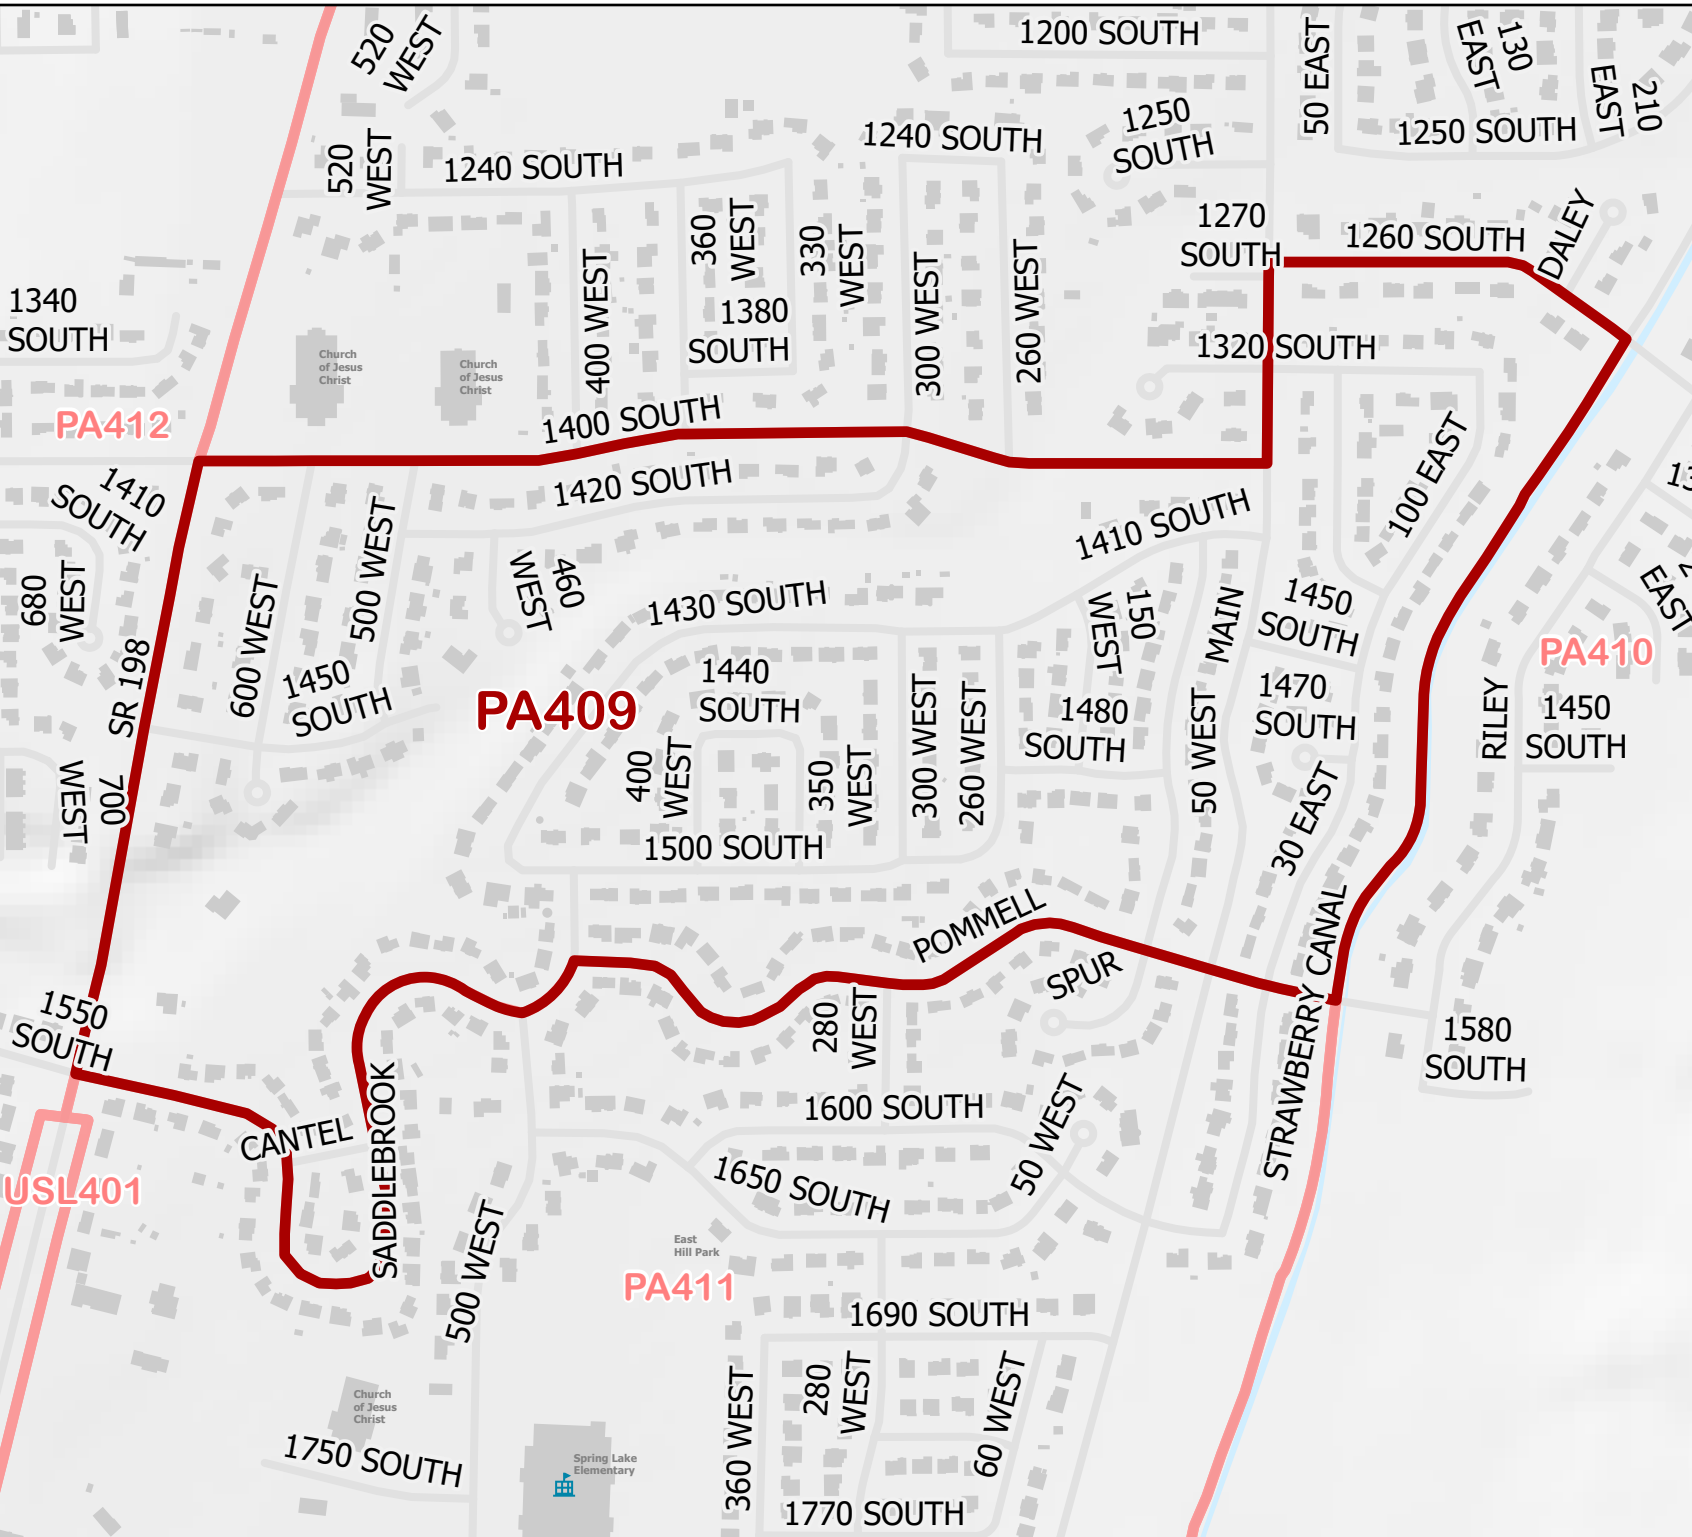 520
WEST
1200 SOUTH
50 EAST
EAST
130
EAST
210
520
WEST
1240 SOUTH
1240 SOUTH
1250
SOUTH
1250 SOUTH
360
WEST
330
WEST
300 WEST
260 WEST
400 WEST
1270
SOUTH
1260 SOUTH
DALEY
1340
SOUTH
1380
SOUTH
1320 SOUTH
Church
of Jesus
Christ
Church
of Jesus
Christ
PA412
1400 SOUTH
100 EAST
1410
SOUTH
1420 SOUTH
1410 SOUTH
680
WEST
500 WEST
WEST
460
600 WEST
1430 SOUTH
WEST
150
MAIN
1450
SOUTH
EAST
PA410
SR 198
1450
SOUTH
PA409
1440
SOUTH
300 WEST
260 WEST
1480
SOUTH
50 WEST
1470
SOUTH
RILEY
1450
SOUTH
WEST
700
400
WEST
350
WEST
30 EAST
1500 SOUTH
POMMELL
SPUR
STRAWBERRY CANAL
1550
SOUTH
280
WEST
1580
SOUTH
CANTEL
SADDLEBROOK
1600 SOUTH
50 WEST
USL401
1650 SOUTH
500 WEST
East
Hill Park
PA411
1690 SOUTH
360 WEST
280
WEST
60 WEST
Church
of Jesus
Christ
1750 SOUTH
Spring Lake
Elementary
1770 SOUTH